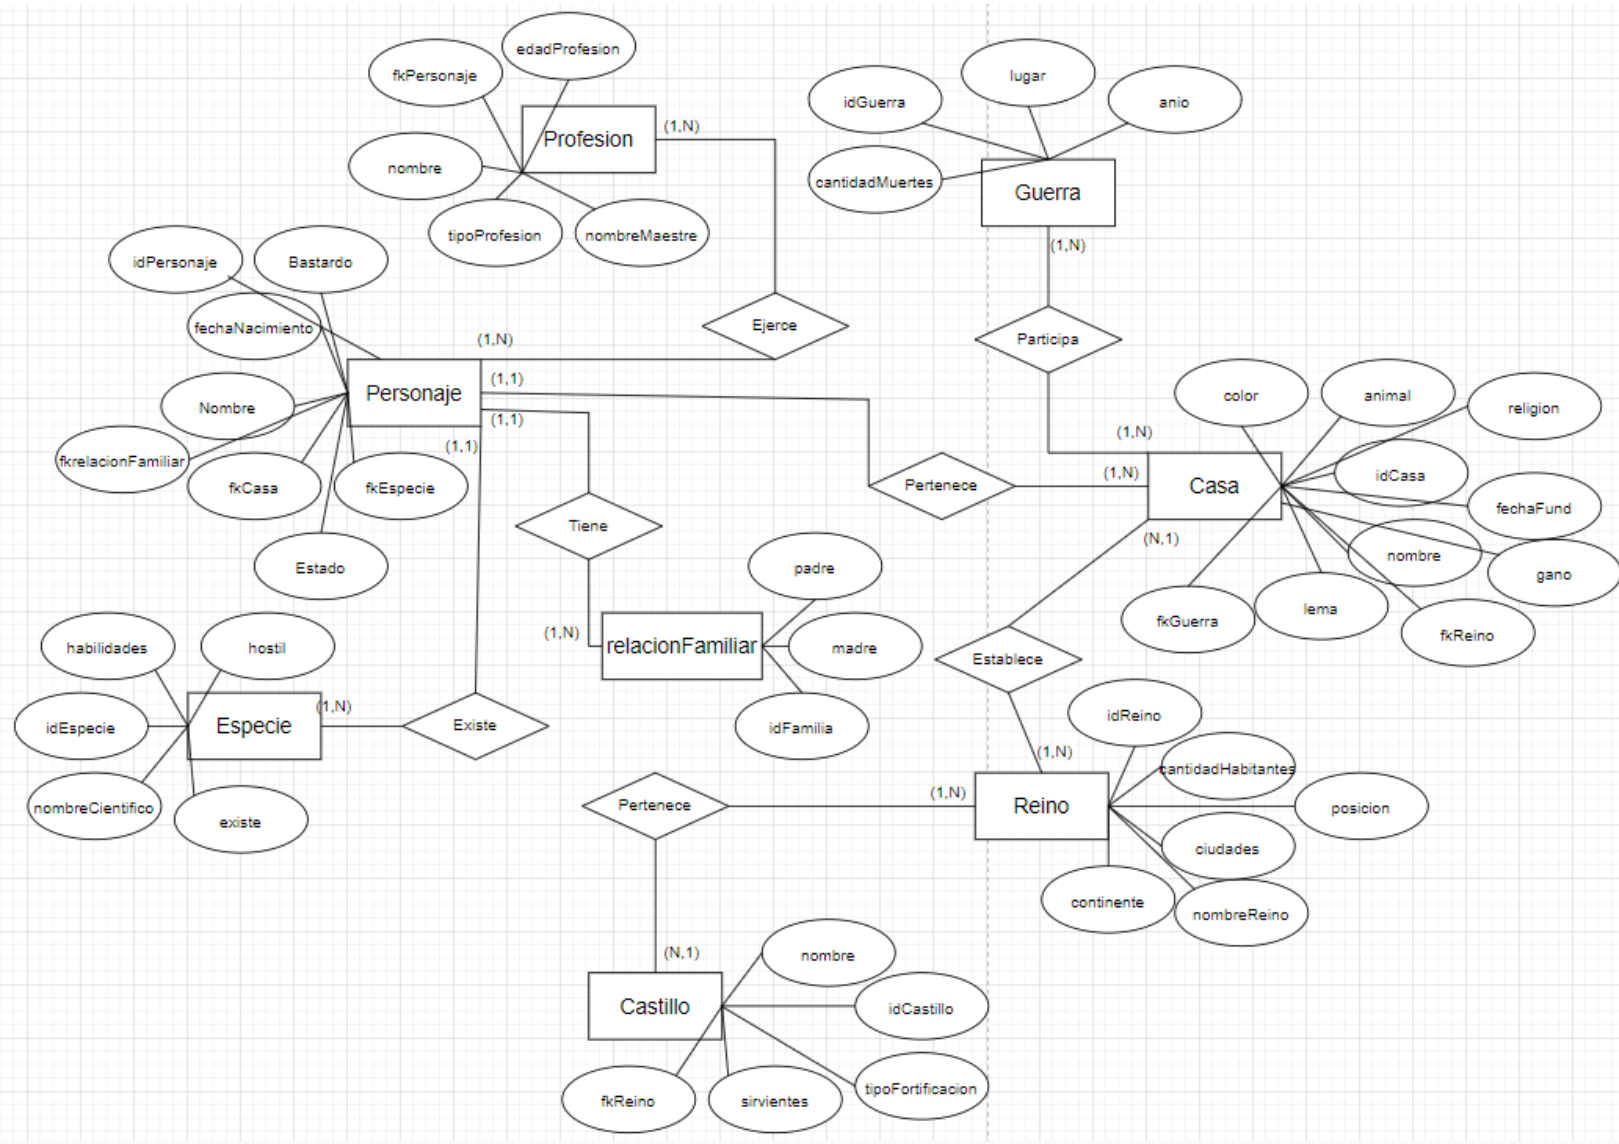 edadProfesion
fkPersonaje
lugar
idGuerra
anio
Profesion
(1,N)
nombre
cantidadMuertes
Guerra
tipoProfesion
nombreMaestre
(1,N)
idPersonaje
Bastardo
fechaNacimiento
Ejerce
(1,N)
Participa
Personaje
(1,1)
(1,1)
(1,1)
color
animal
religion
Nombre
(1,N)
fkrelacionFamiliar
fkCasa
fkEspecie
Pertenece
(1,N)
Casa
idCasa
fechaFund
Tiene
(N,1)
nombre
gano
Estado
padre
fkGuerra
lema
fkReino
habilidades
hostil
(1,N)
relacionFamiliar
madre
Establece
idEspecie
Especie
(1,N)
Existe
idFamilia
idReino
(1,N)
cantidadHabitantes
nombreCientifico
existe
Pertenece
(1,N)
Reino
posicion
ciudades
continente
nombreReino
(N,1)
nombre
Castillo
idCastillo
fkReino
sirvientes
tipoFortificacion